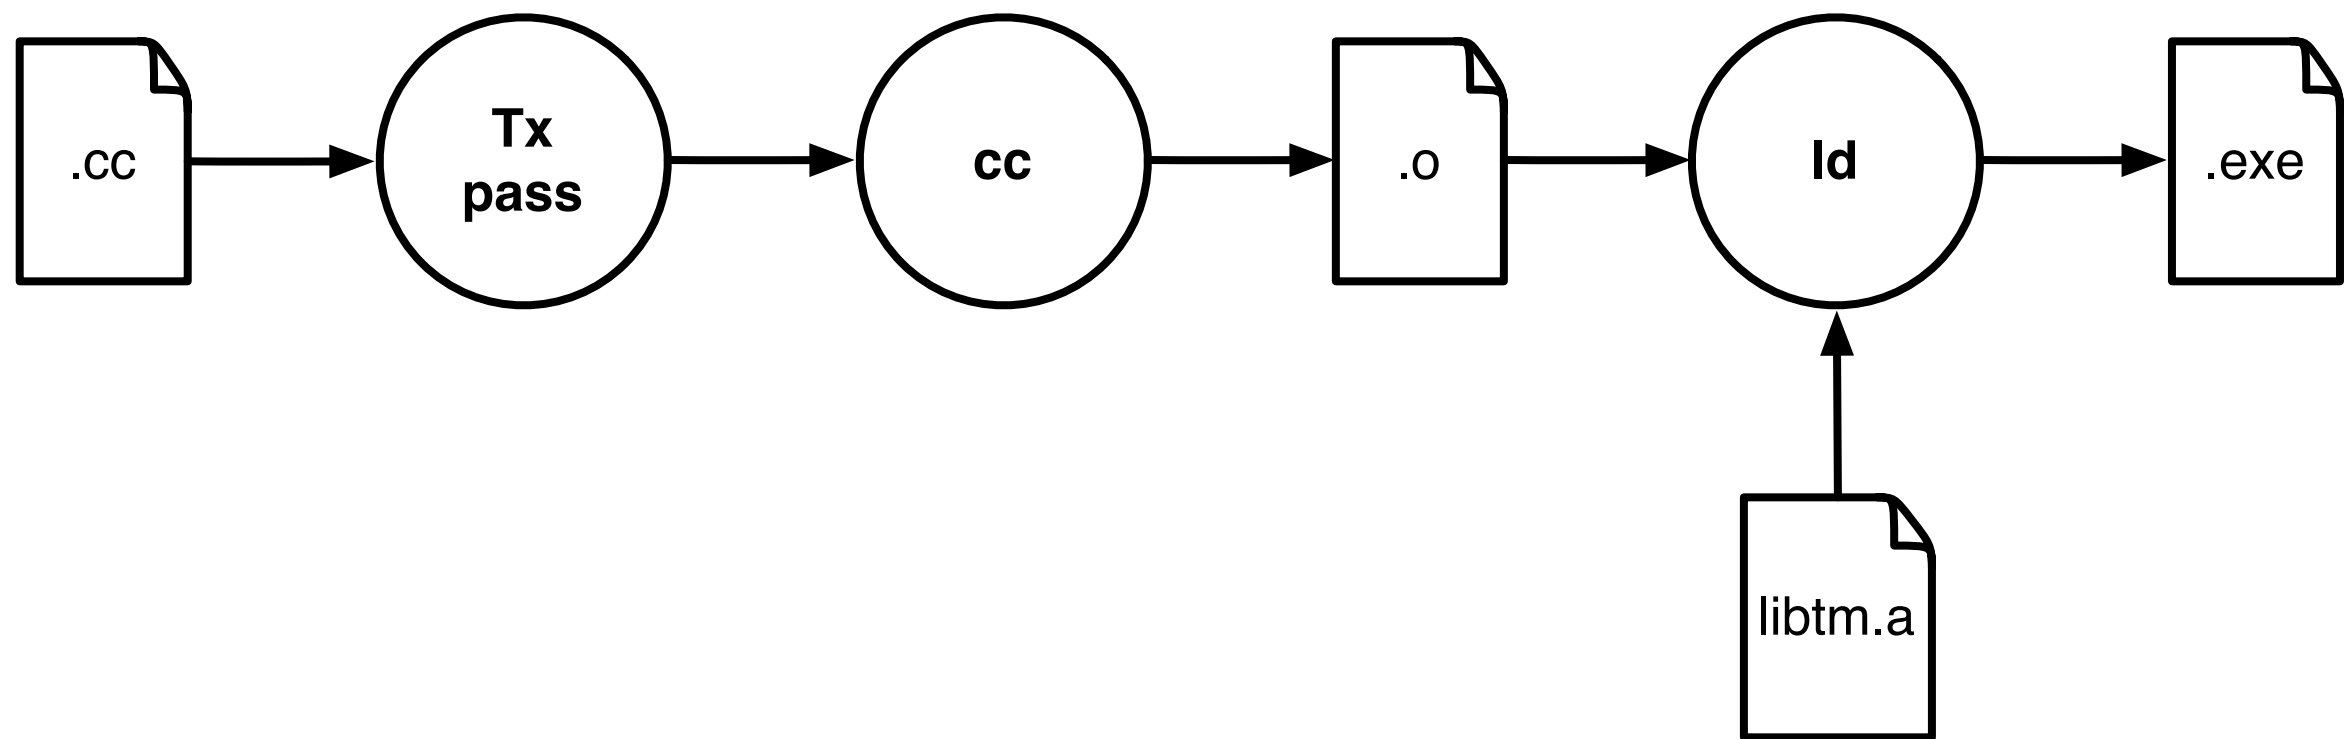 .cc
Tx
pass
cc
.o
ld
.exe
libtm.a